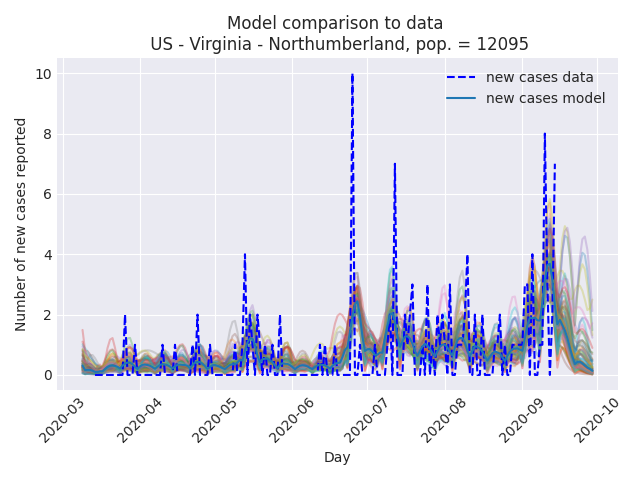 Model comparison to data
US - Virginia - Northumberland, pop. = 12095
new cases data
new cases model
Number of new cases reported
10
8
6
4
2
0
2020-03
2020-04
2020-05
2020-06
2020-07
2020-08
2020-09
2020-10
Day